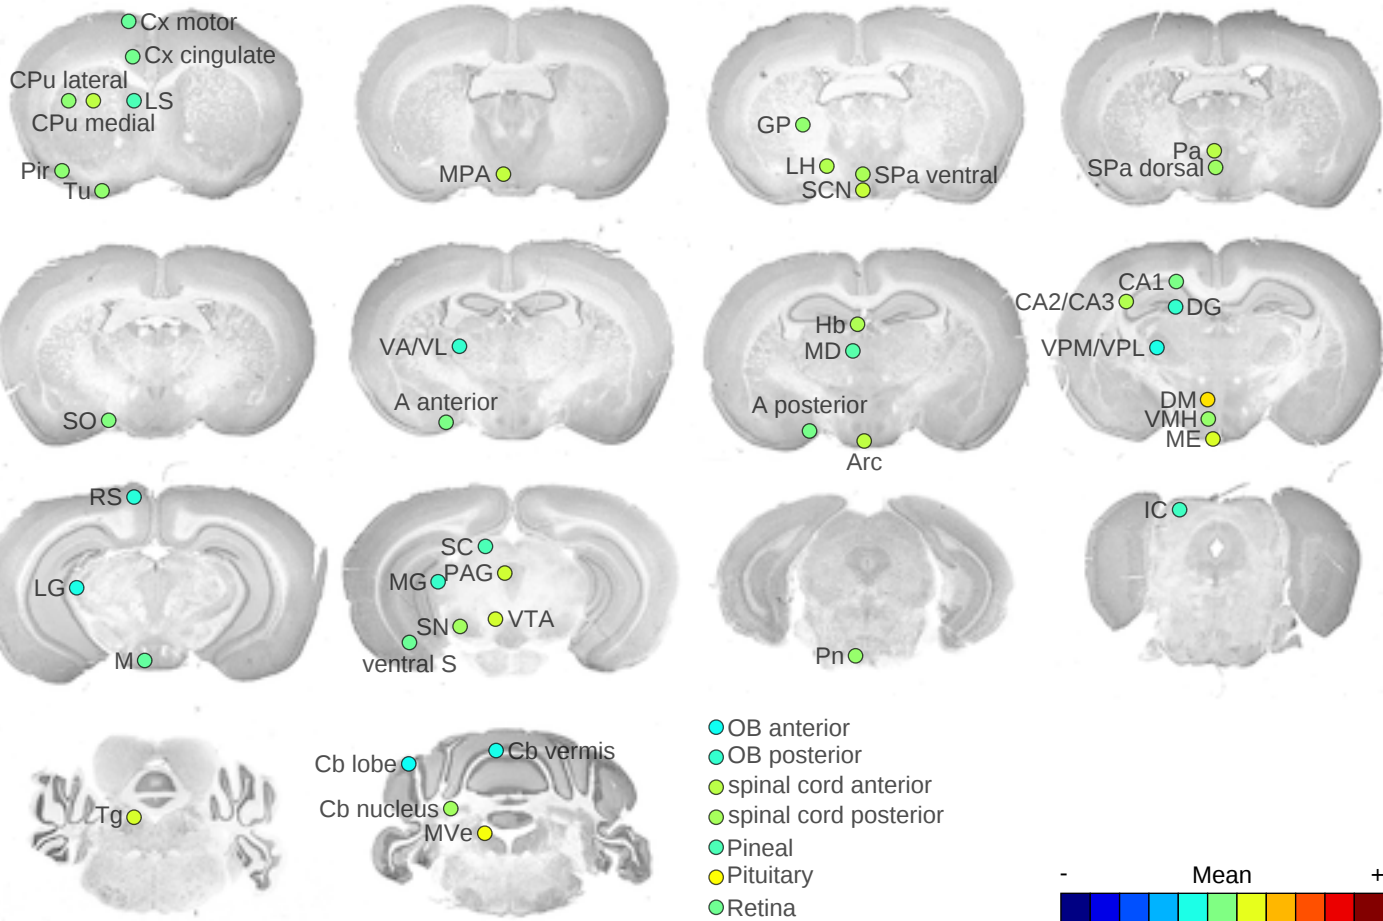 Cx motor
Cx cingulate
CPu lateral
LS
CPu medial
Pir
Tu
MPA
GP
LH
SPa ventral
SCN
Pa
SPa dorsal
SO
VA/VL
A anterior
Hb
MD
A posterior
Arc
CA1
CA2/CA3
DG
VPM/VPL
DM
VMH
ME
RS
LG
M
SC
MG
PAG
SN
VTA
ventral S
Pn
IC
Tg
Cb lobe
Cb vermis
Cb nucleus
MVe
OB anterior
OB posterior
spinal cord anterior
spinal cord posterior
Pineal
Pituitary
Retina
- Mean +